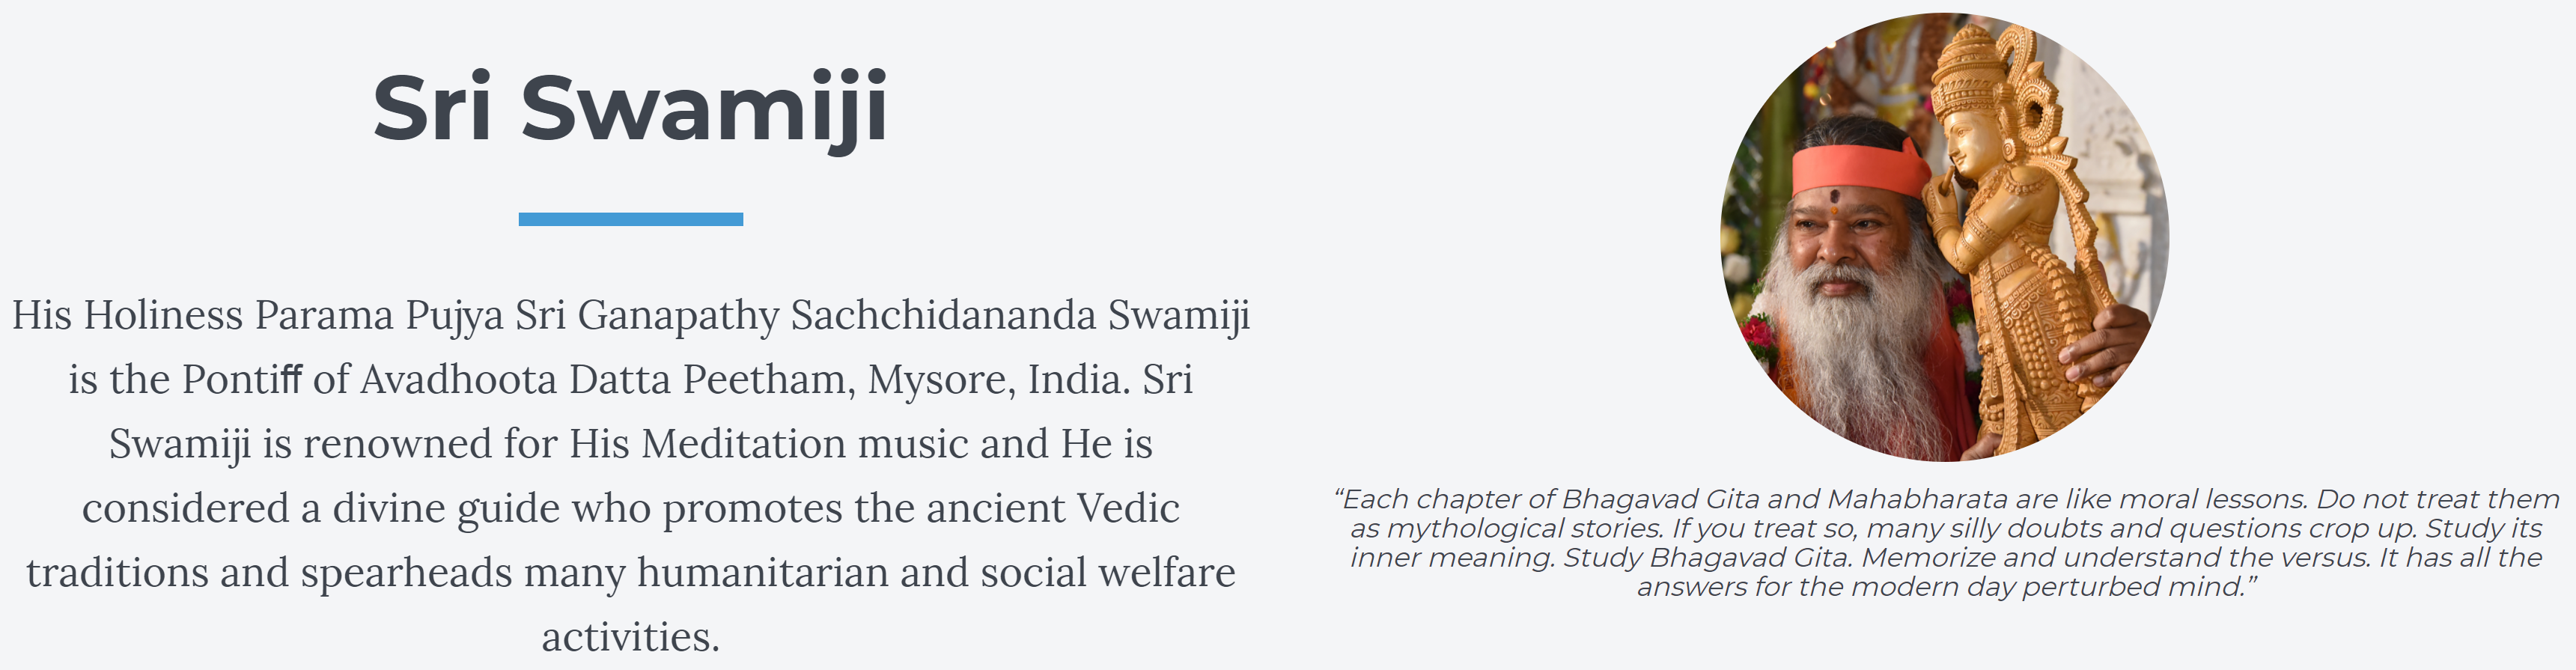 Sri Swamiji
His Holiness Parama Pujya Sri Ganapathy Sachchidananda Swamiji
is the Pontiff of Avadhoota Datta Peetham, Mysore, India. Sri
Swamiji is renowned for His Meditation music and He is
considered a divine guide who promotes the ancient Vedic
traditions and spearheads many humanitarian and social welfare
activities.
“Each chapter of Bhagavad Gita and Mahabharata are like moral lessons. Do not treat them
as mythological stories. If you treat so, many silly doubts and questions crop up. Study its
inner meaning. Study Bhagavad Gita. Memorize and understand the versus. It has all the
answers for the modern day perturbed mind.”